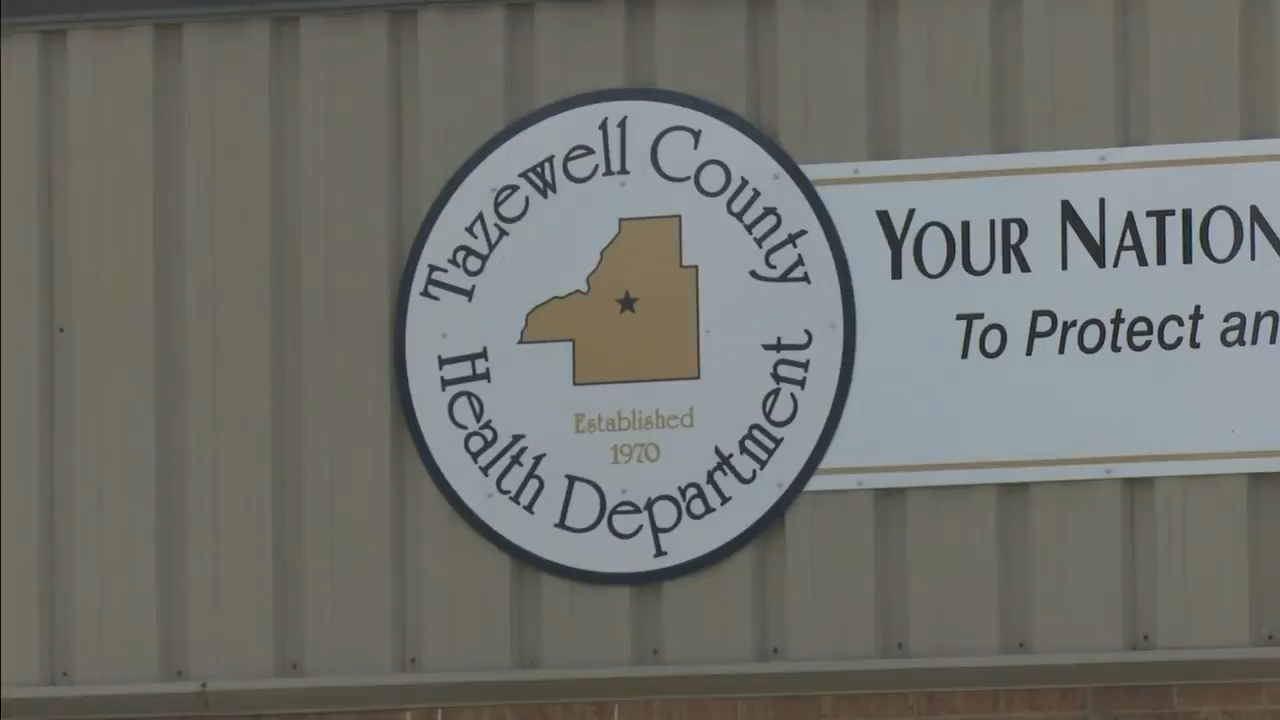 Tazewell County
Health Department
Established
1970
YOUR NATION
To Protect an